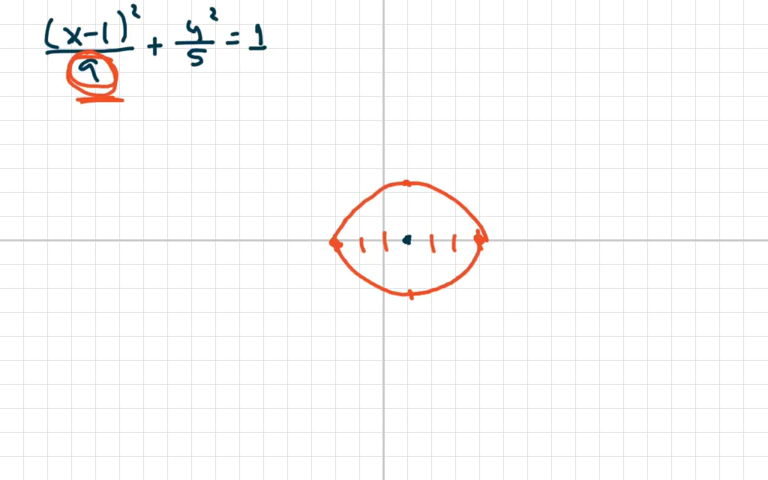 (x-1)² / 9 + y² / 5 = 1